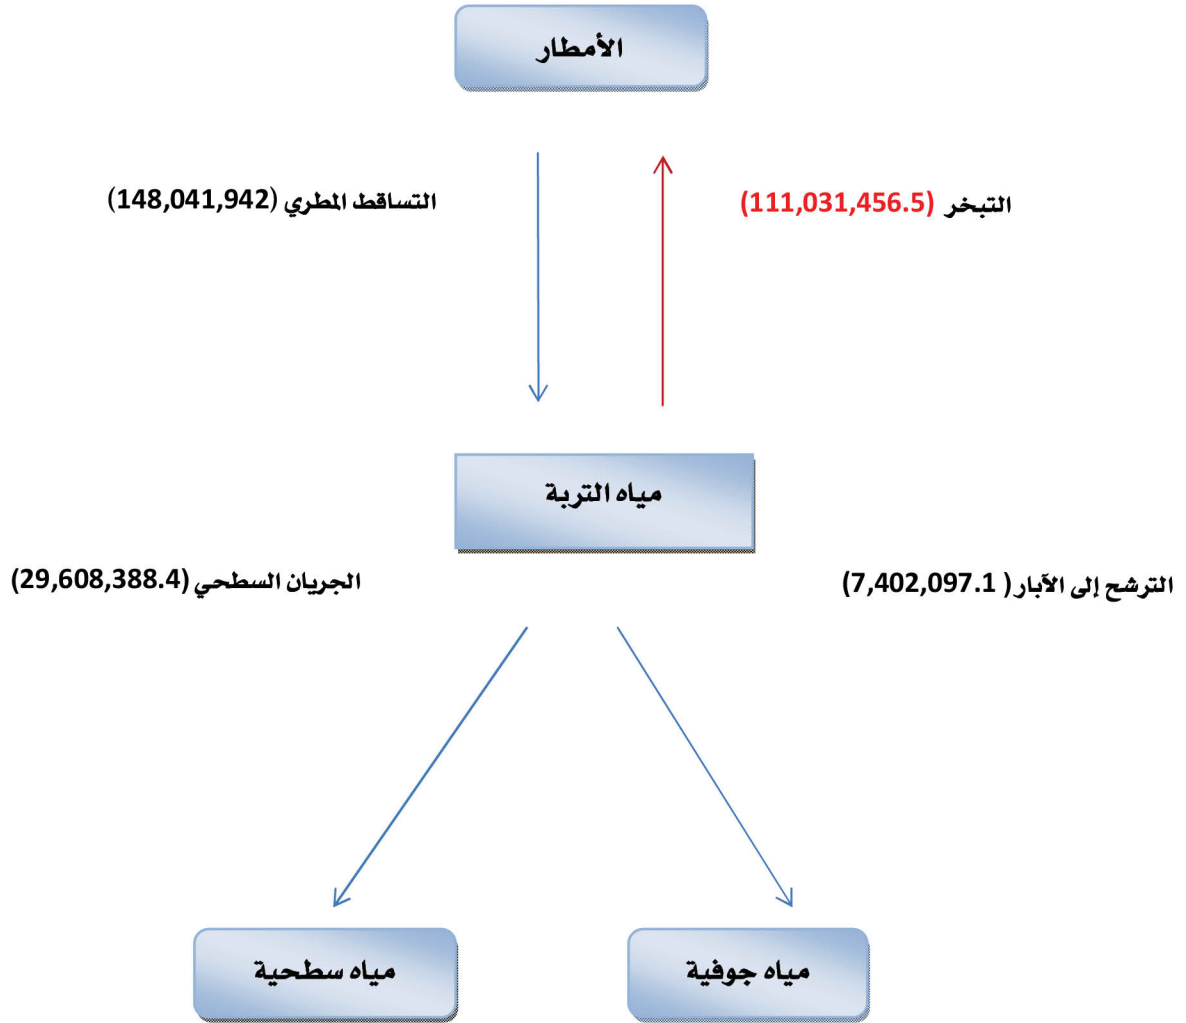 الأمطار
التبخر (111,031,456.5)
التساقط المطري (148,041,942)
مياه التربة
الترشح إلى الآبار ( 7,402,097.1)
الجريان السطحي (29,608,388.4)
مياه جوفية
مياه سطحية